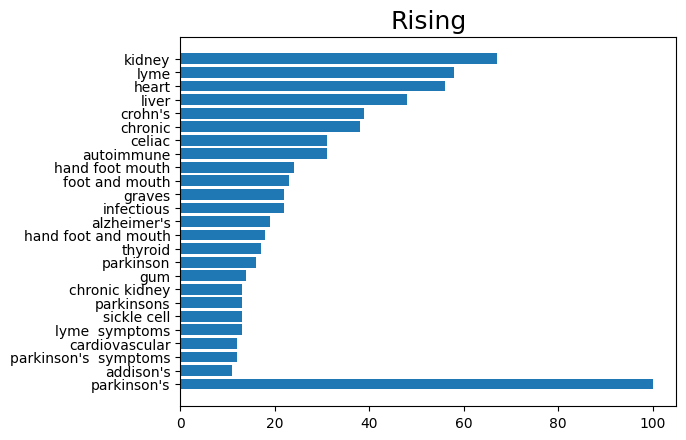 Rising
kidney
lyme
heart
liver
crohn's
chronic
celiac
autoimmune
hand foot mouth
foot and mouth
graves
infectious
alzheimer's
hand foot and mouth
thyroid
parkinson
gum
chronic kidney
parkinsons
sickle cell
lyme  symptoms
cardiovascular
parkinson's  symptoms
addison's
parkinson's
0 20 40 60 80 100